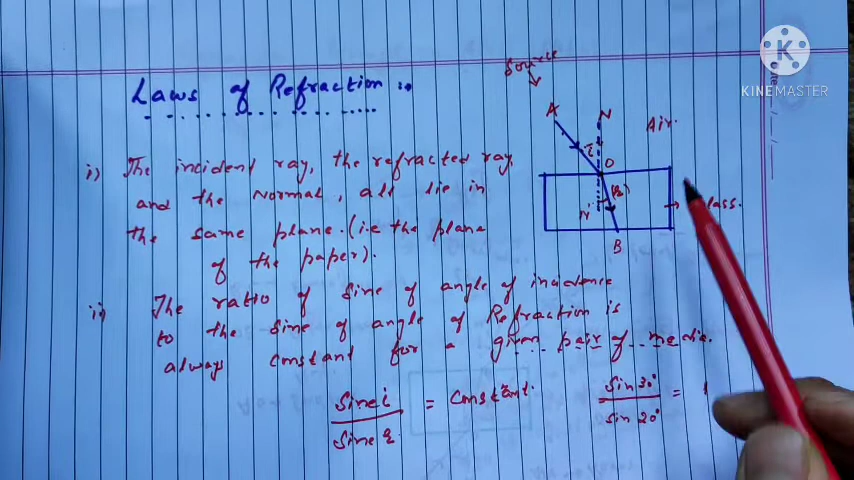 Laws of Refraction :-
Source
A
N
Air.
i
O
(r)
N'
B
i) The incident ray, the refracted ray
and the Normal, all lie in
the same plane. (i.e the plane
of the paper).
ii) The ratio of sine of angle of incidence
to the sine of angle of Refraction is
always constant for a given pair of media.
Sine i / Sine r = Constant.
Sin 30° / Sin 20° =
K
KINEMASTER